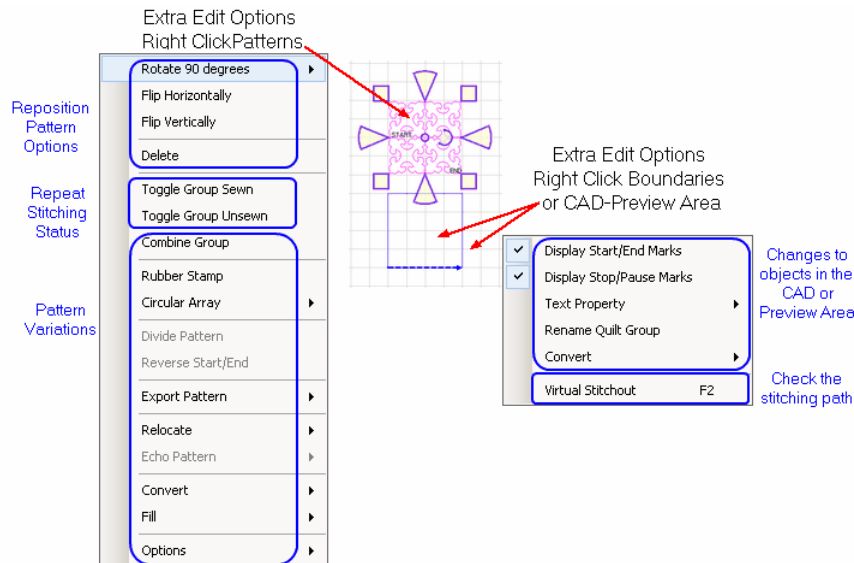 Extra Edit Options
Right ClickPatterns
Rotate 90 degrees
Flip Horizontally
Flip Vertically
Delete
Reposition
Pattern
Options
Toggle Group Sewn
Toggle Group Unsewn
Repeat
Stitching
Status
Combine Group
Rubber Stamp
Circular Array
Divide Pattern
Reverse Start/End
Export Pattern
Relocate
Echo Pattern
Convert
Fill
Options
Pattern
Variations
START
END
Extra Edit Options
Right Click Boundaries
or CAD-Preview Area
Display Start/End Marks
Display Stop/Pause Marks
Text Property
Rename Quilt Group
Convert
Virtual Stitchout F2
Changes to
objects in the
CAD or
Preview Area
Check the
stitching path